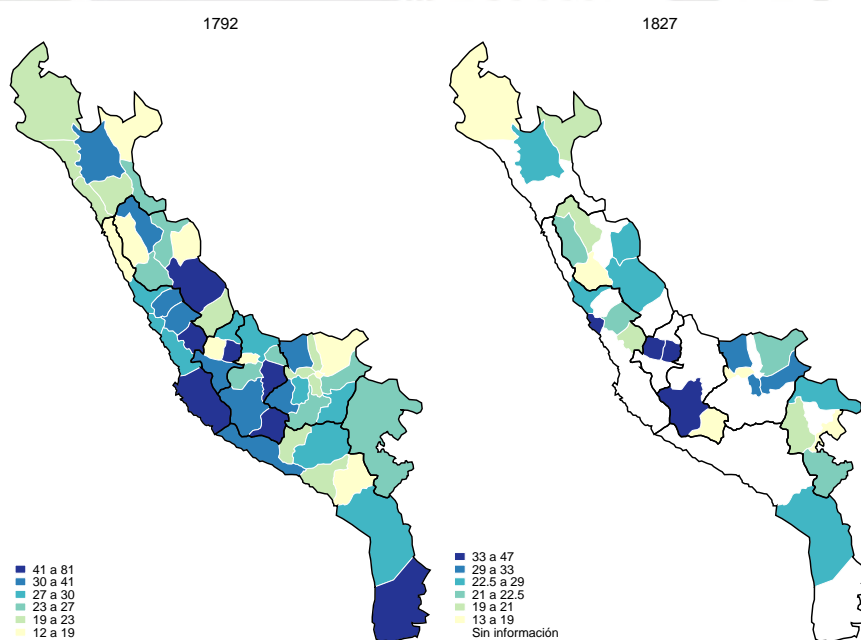 1792
1827
41 a 81
30 a 41
27 a 30
23 a 27
19 a 23
12 a 19
33 a 47
29 a 33
22.5 a 29
21 a 22.5
19 a 21
13 a 19
Sin información